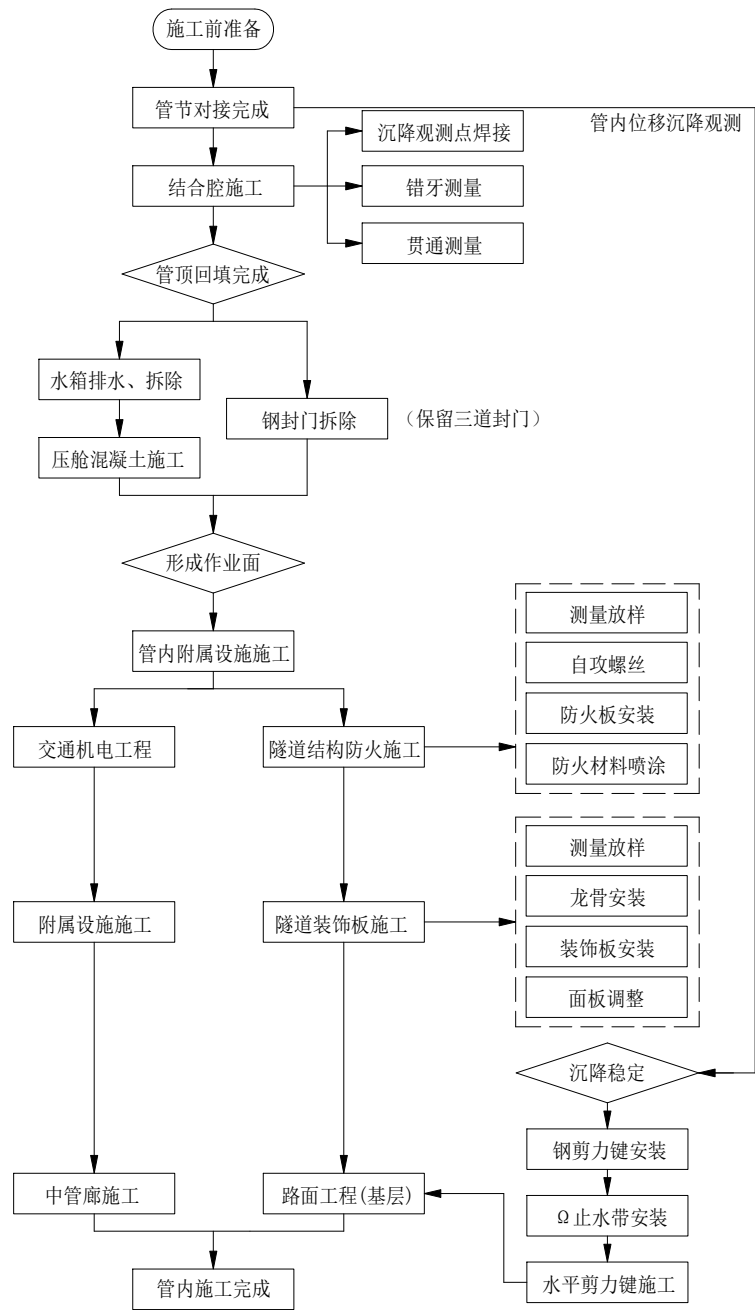 施工前准备
管节对接完成
管内位移沉降观测
沉降观测点焊接
结合腔施工
错牙测量
贯通测量
管顶回填完成
水箱排水、拆除
钢封门拆除
（保留三道封门）
压舱混凝土施工
形成作业面
管内附属设施施工
测量放样
自攻螺丝
防火板安装
防火材料喷涂
交通机电工程
隧道结构防火施工
测量放样
龙骨安装
装饰板安装
面板调整
附属设施施工
隧道装饰板施工
沉降稳定
钢剪力键安装
中管廊施工
路面工程(基层)
Ω止水带安装
水平剪力键施工
管内施工完成